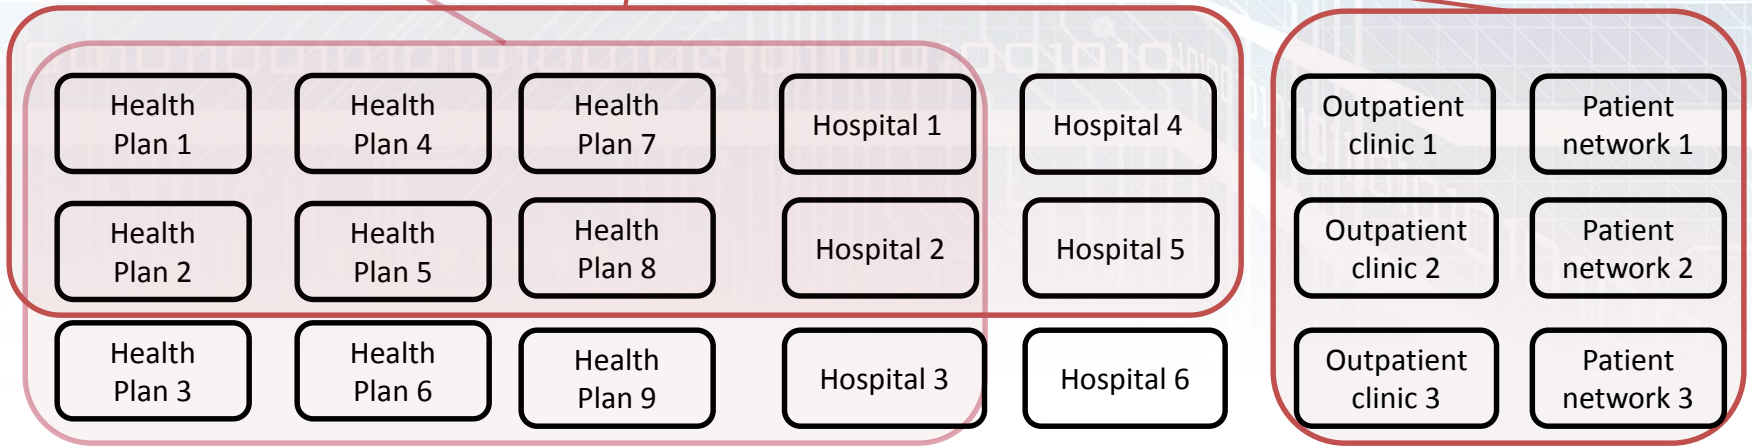 Health
Plan 1
Health
Plan 4
Health
Plan 7
Hospital 1
Hospital 4
Outpatient
clinic 1
Patient
network 1
Health
Plan 2
Health
Plan 5
Health
Plan 8
Hospital 2
Hospital 5
Outpatient
clinic 2
Patient
network 2
Health
Plan 3
Health
Plan 6
Health
Plan 9
Hospital 3
Hospital 6
Outpatient
clinic 3
Patient
network 3